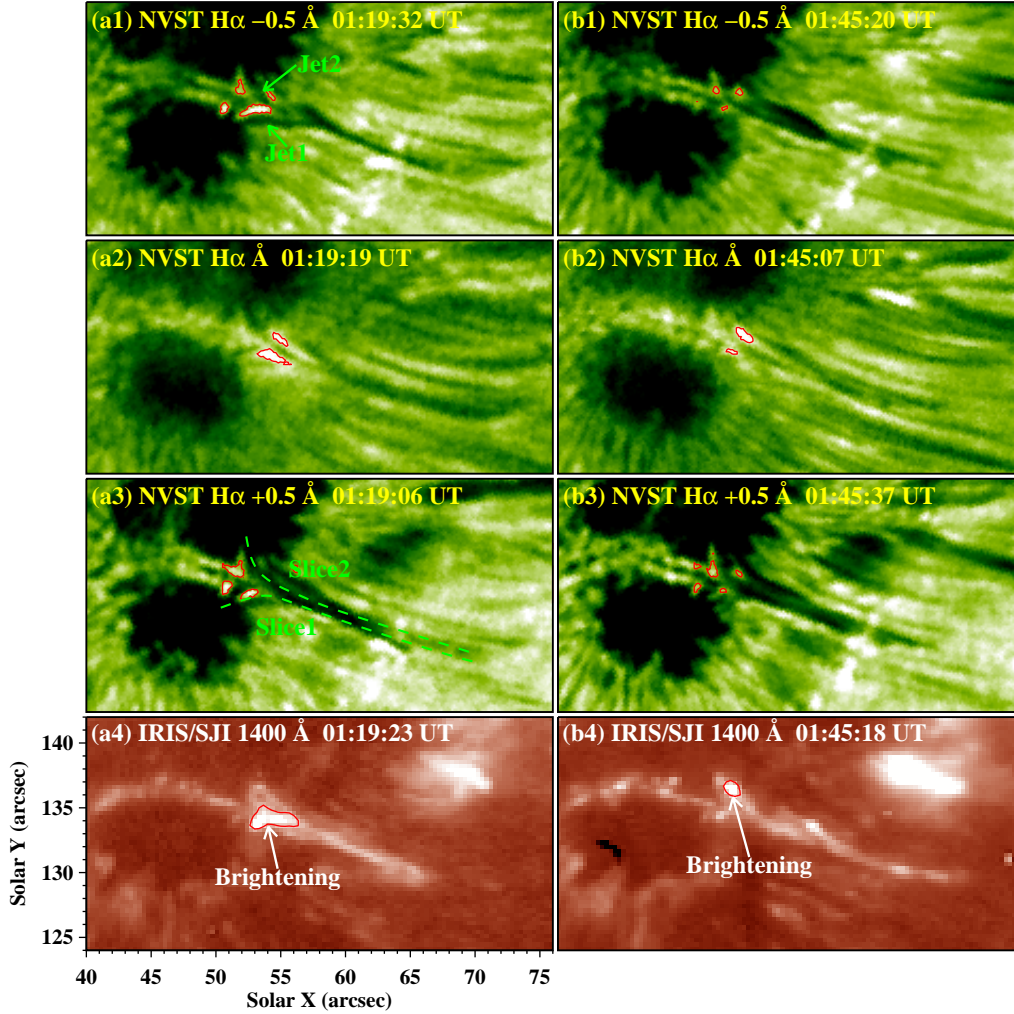 (a1) NVST Hα −0.5 Å 01:19:32 UT
Jet2
Jet1
(b1) NVST Hα −0.5 Å 01:45:20 UT
(a2) NVST Hα Å 01:19:19 UT
(b2) NVST Hα Å 01:45:07 UT
(a3) NVST Hα +0.5 Å 01:19:06 UT
Slice2
Slice1
(b3) NVST Hα +0.5 Å 01:45:37 UT
(a4) IRIS/SJI 1400 Å 01:19:23 UT
Brightening
(b4) IRIS/SJI 1400 Å 01:45:18 UT
Brightening
140
135
130
125
Solar Y (arcsec)
40 45 50 55 60 65 70 75
Solar X (arcsec)